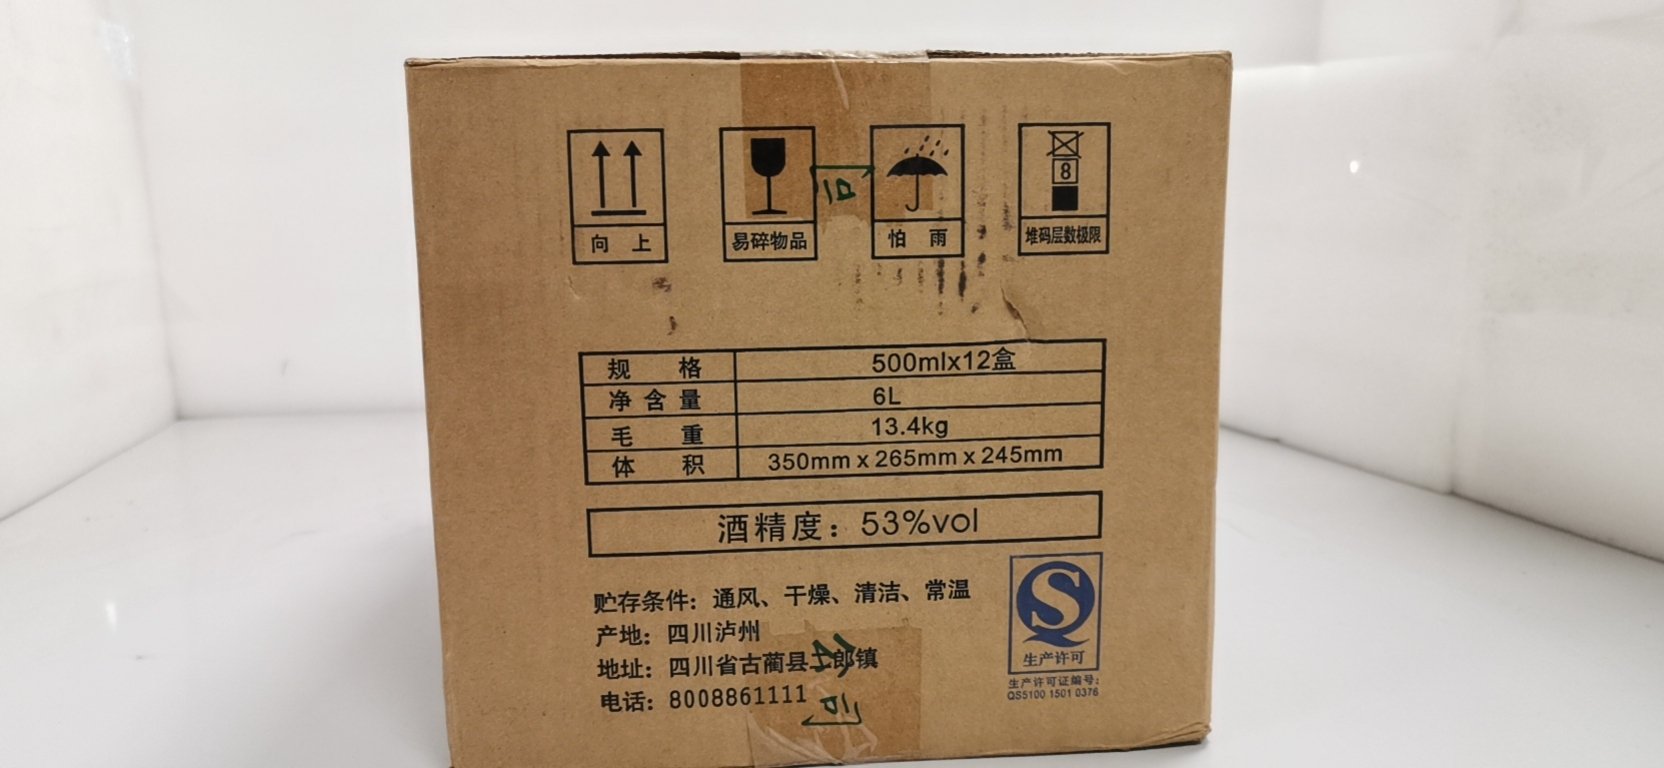 向 上
易碎物品
怕 雨
8
堆码层数极限
规 格 500mlx12盒
净含量 6L
毛 重 13.4kg
体 积 350mm x 265mm x 245mm
酒精度：53%vol
贮存条件：通风、干燥、清洁、常温
产地：四川泸州
地址：四川省古蔺县二郎镇
电话：8008861111
生产许可
生产许可证编号：
QS5100 1501 0376